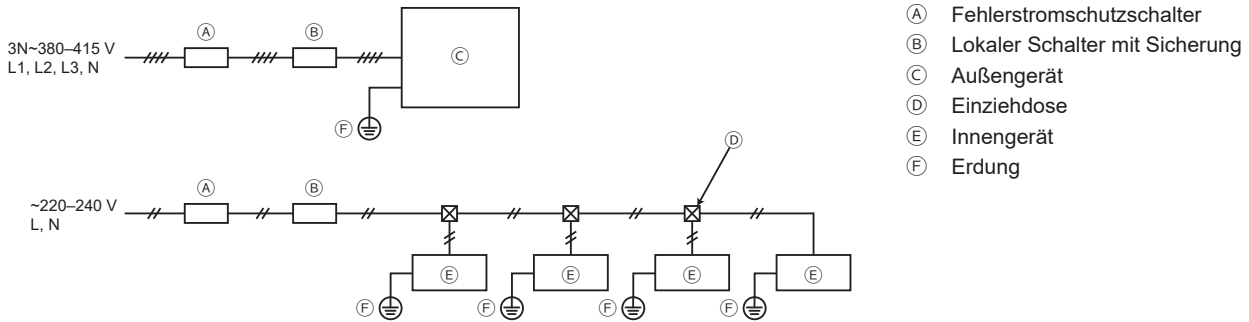 3N~380–415 V
L1, L2, L3, N
Ⓐ
Ⓑ
Ⓒ
Ⓕ
~220–240 V
L, N
Ⓐ
Ⓑ
Ⓓ
Ⓔ
Ⓔ
Ⓔ
Ⓔ
Ⓕ
Ⓕ
Ⓕ
Ⓕ
Ⓐ Fehlerstromschutzschalter
Ⓑ Lokaler Schalter mit Sicherung
Ⓒ Außengerät
Ⓓ Einziehdose
Ⓔ Innengerät
Ⓕ Erdung